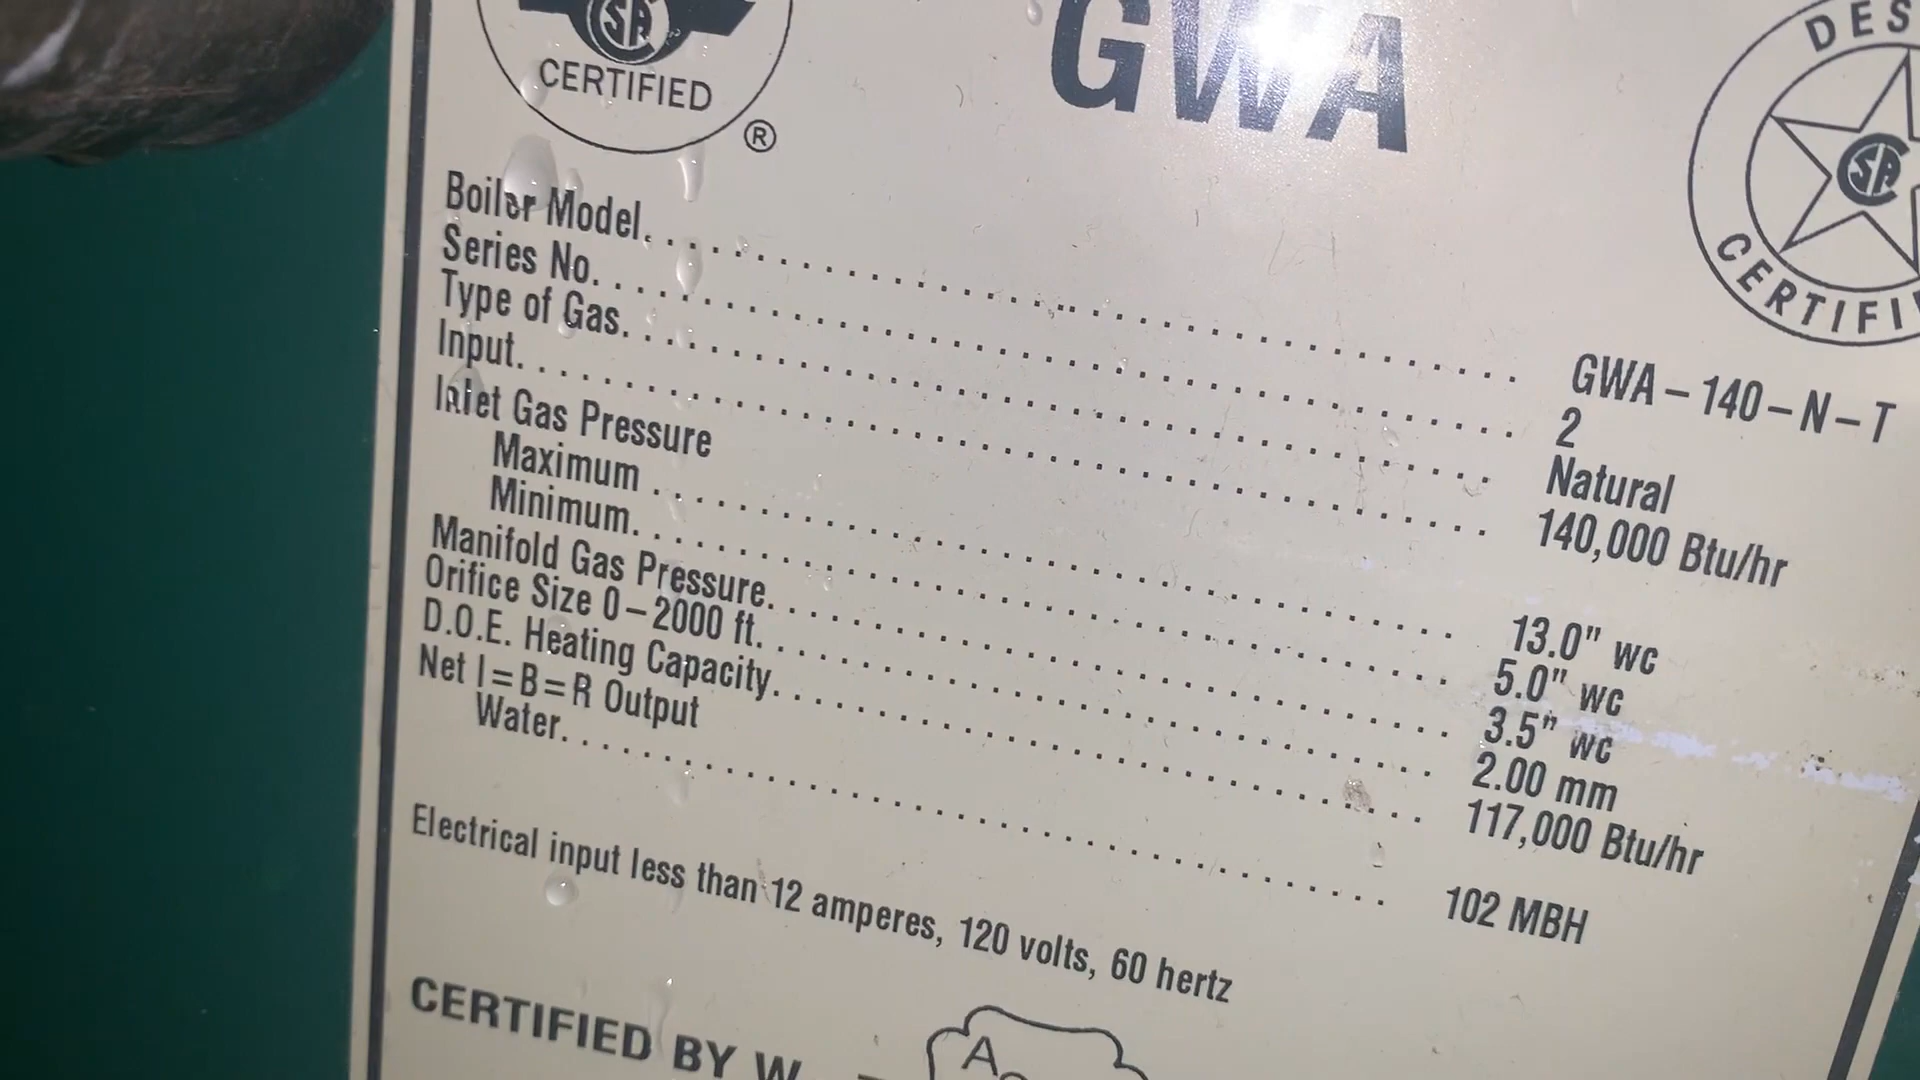 CSA
CERTIFIED
®
GWA
DES
CSA
CERTIFI
Boiler Model. . . . . . . . . . GWA – 140 – N – T
Series No. . . . . . . . . . 2
Type of Gas. . . . . . . . . . Natural
Input. . . . . . . . . . 140,000 Btu/hr
Inlet Gas Pressure
Maximum . . . . . . . . . . 13.0" wc
Minimum. . . . . . . . . . 5.0" wc
Manifold Gas Pressure. . . . . . . . . . 3.5" wc
Orifice Size 0 – 2000 ft. . . . . . . . . . 2.00 mm
D.O.E. Heating Capacity. . . . . . . . . . 117,000 Btu/hr
Net I=B=R Output
Water. . . . . . . . . . 102 MBH
Electrical input less than 12 amperes, 120 volts, 60 hertz
CERTIFIED BY W
A